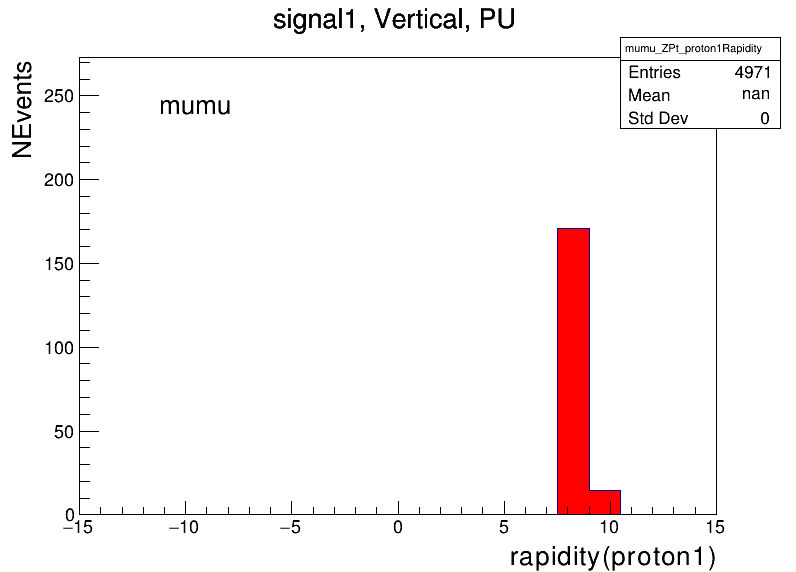 signal1, Vertical, PU
mumu_ZPt_proton1Rapidity
Entries 4971
Mean nan
Std Dev 0
NEvents
mumu
250
200
150
100
50
0
−15 −10 −5 0 5 10 15
rapidity(proton1)